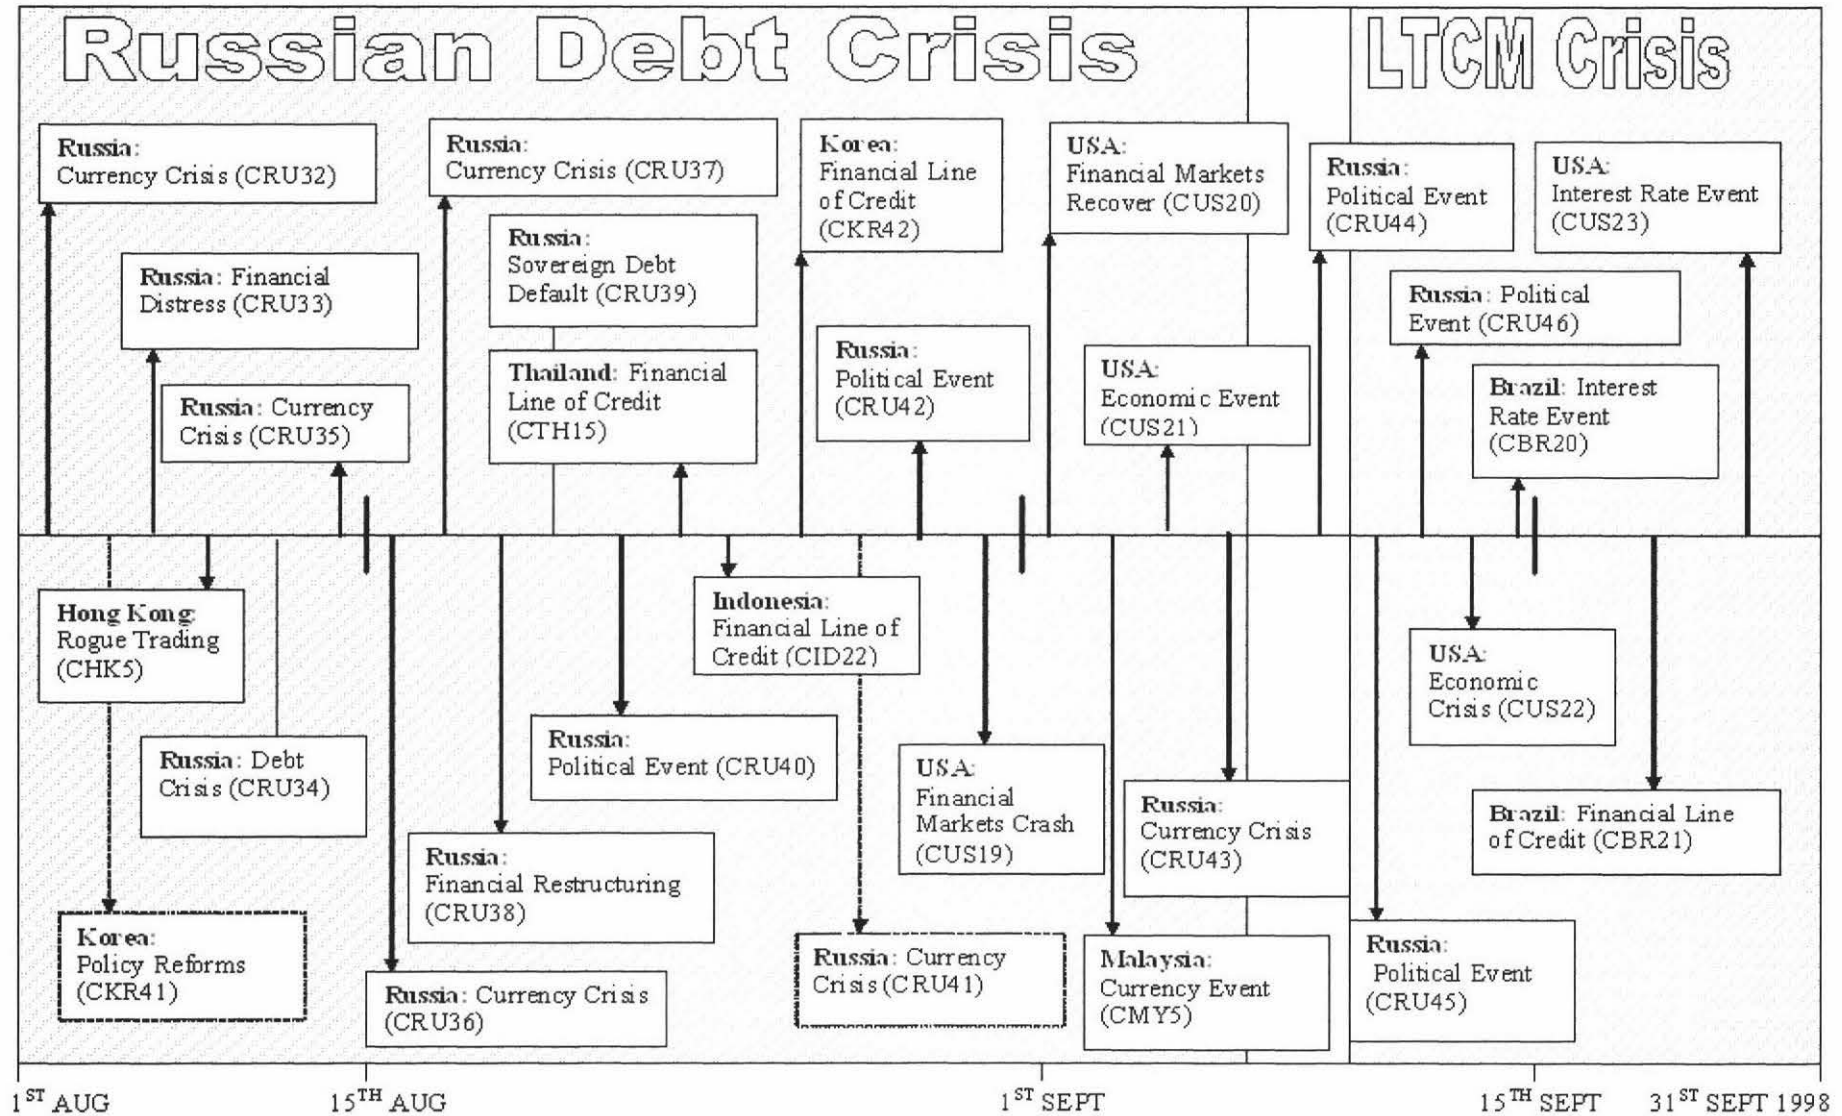 Russian Debt Crisis
LTCM Crisis
Russia:
Currency Crisis (CRU32)
Russia: Financial
Distress (CRU33)
Russia: Currency
Crisis (CRU35)
Russia:
Currency Crisis (CRU37)
Russia:
Sovereign Debt
Default (CRU39)
Thailand: Financial
Line of Credit
(CTH15)
Korea:
Financial Line
of Credit
(CKR42)
Russia:
Political Event
(CRU42)
USA:
Financial Markets
Recover (CUS20)
USA:
Economic Event
(CUS21)
Russia:
Political Event
(CRU44)
USA:
Interest Rate Event
(CUS23)
Russia: Political
Event (CRU46)
Brazil: Interest
Rate Event
(CBR20)
Hong Kong:
Rogue Trading
(CHK5)
Russia: Debt
Crisis (CRU34)
Korea:
Policy Reforms
(CKR41)
Russia: Currency Crisis
(CRU36)
Russia:
Financial Restructuring
(CRU38)
Russia:
Political Event (CRU40)
Indonesia:
Financial Line of
Credit (CID22)
Russia: Currency
Crisis (CRU41)
USA:
Financial
Markets Crash
(CUS19)
Russia:
Currency Crisis
(CRU43)
Malaysia:
Currency Event
(CMY5)
USA:
Economic
Crisis (CUS22)
Brazil: Financial Line
of Credit (CBR21)
Russia:
Political Event
(CRU45)
1ST AUG
15TH AUG
1ST SEPT
15TH SEPT
31ST SEPT 1998